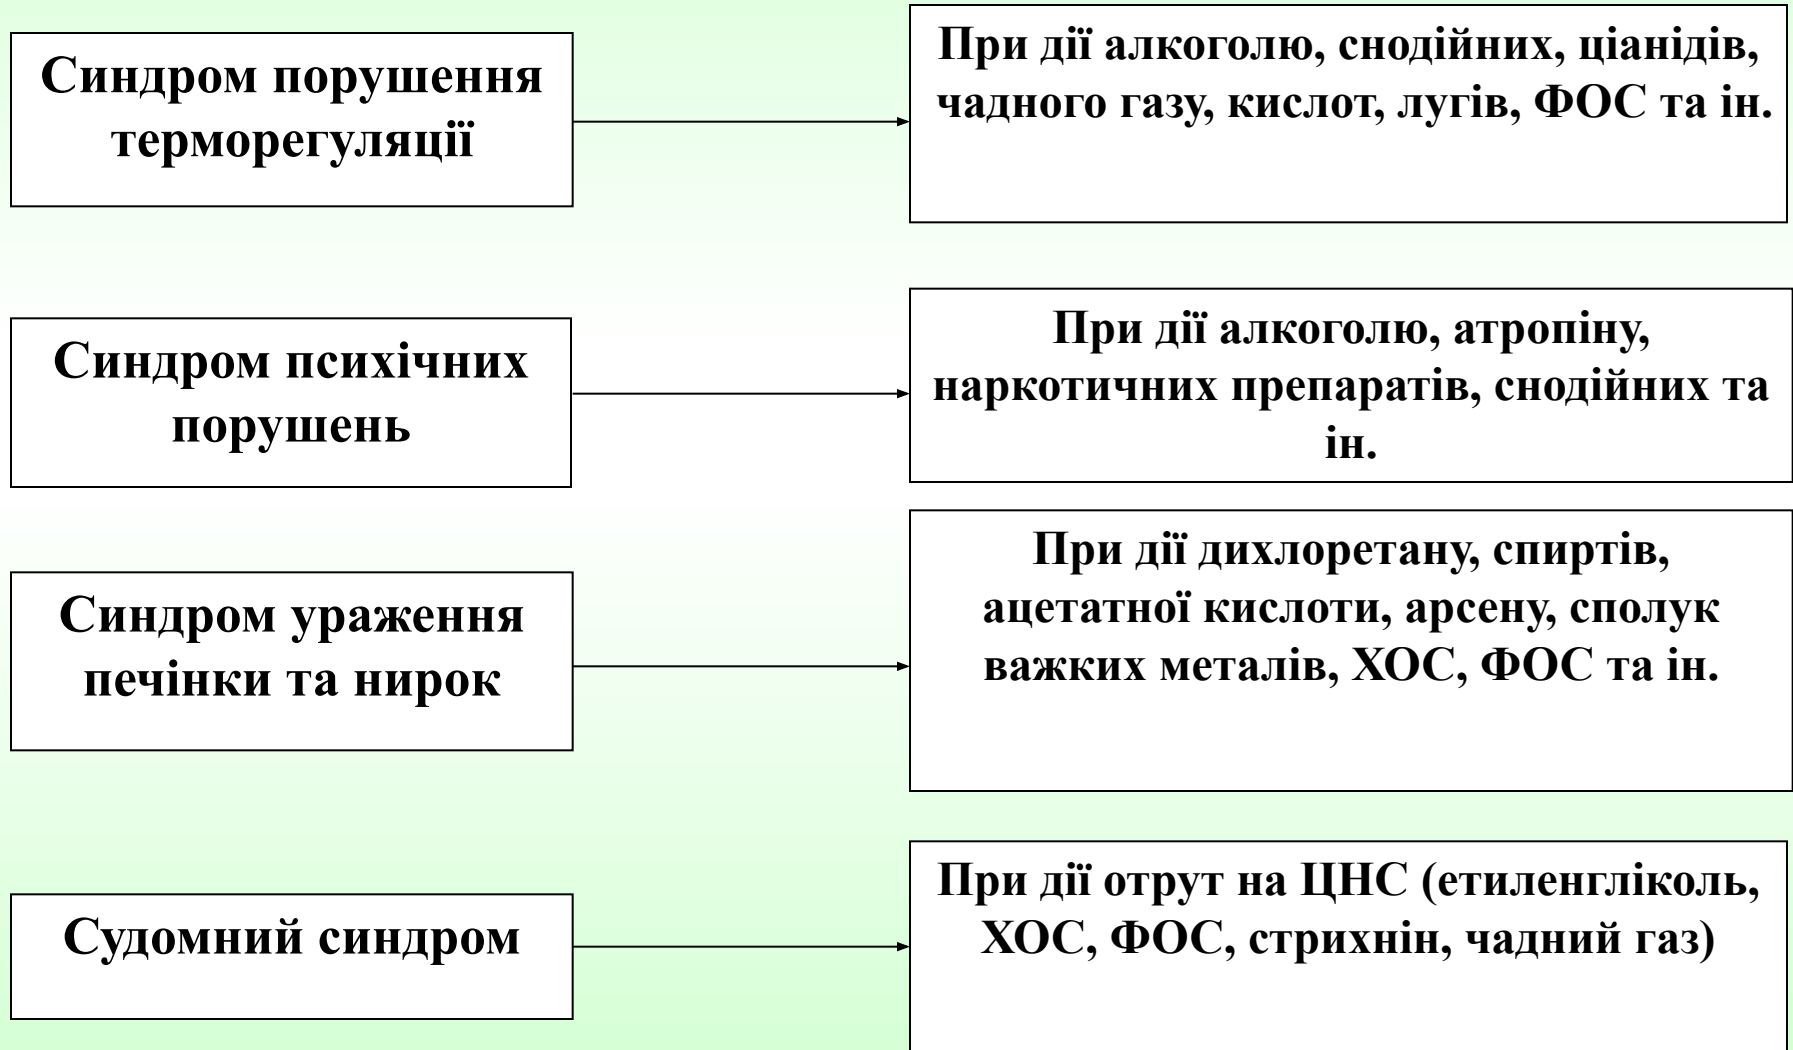 Синдром порушення
терморегуляції
При дії алкоголю, снодійних, ціанідів,
чадного газу, кислот, лугів, ФОС та ін.
Синдром психічних
порушень
При дії алкоголю, атропіну,
наркотичних препаратів, снодійних та
ін.
Синдром ураження
печінки та нирок
При дії дихлоретану, спиртів,
ацетатної кислоти, арсену, сполук
важких металів, ХОС, ФОС та ін.
Судомний синдром
При дії отрут на ЦНС (етиленгліколь,
ХОС, ФОС, стрихнін, чадний газ)